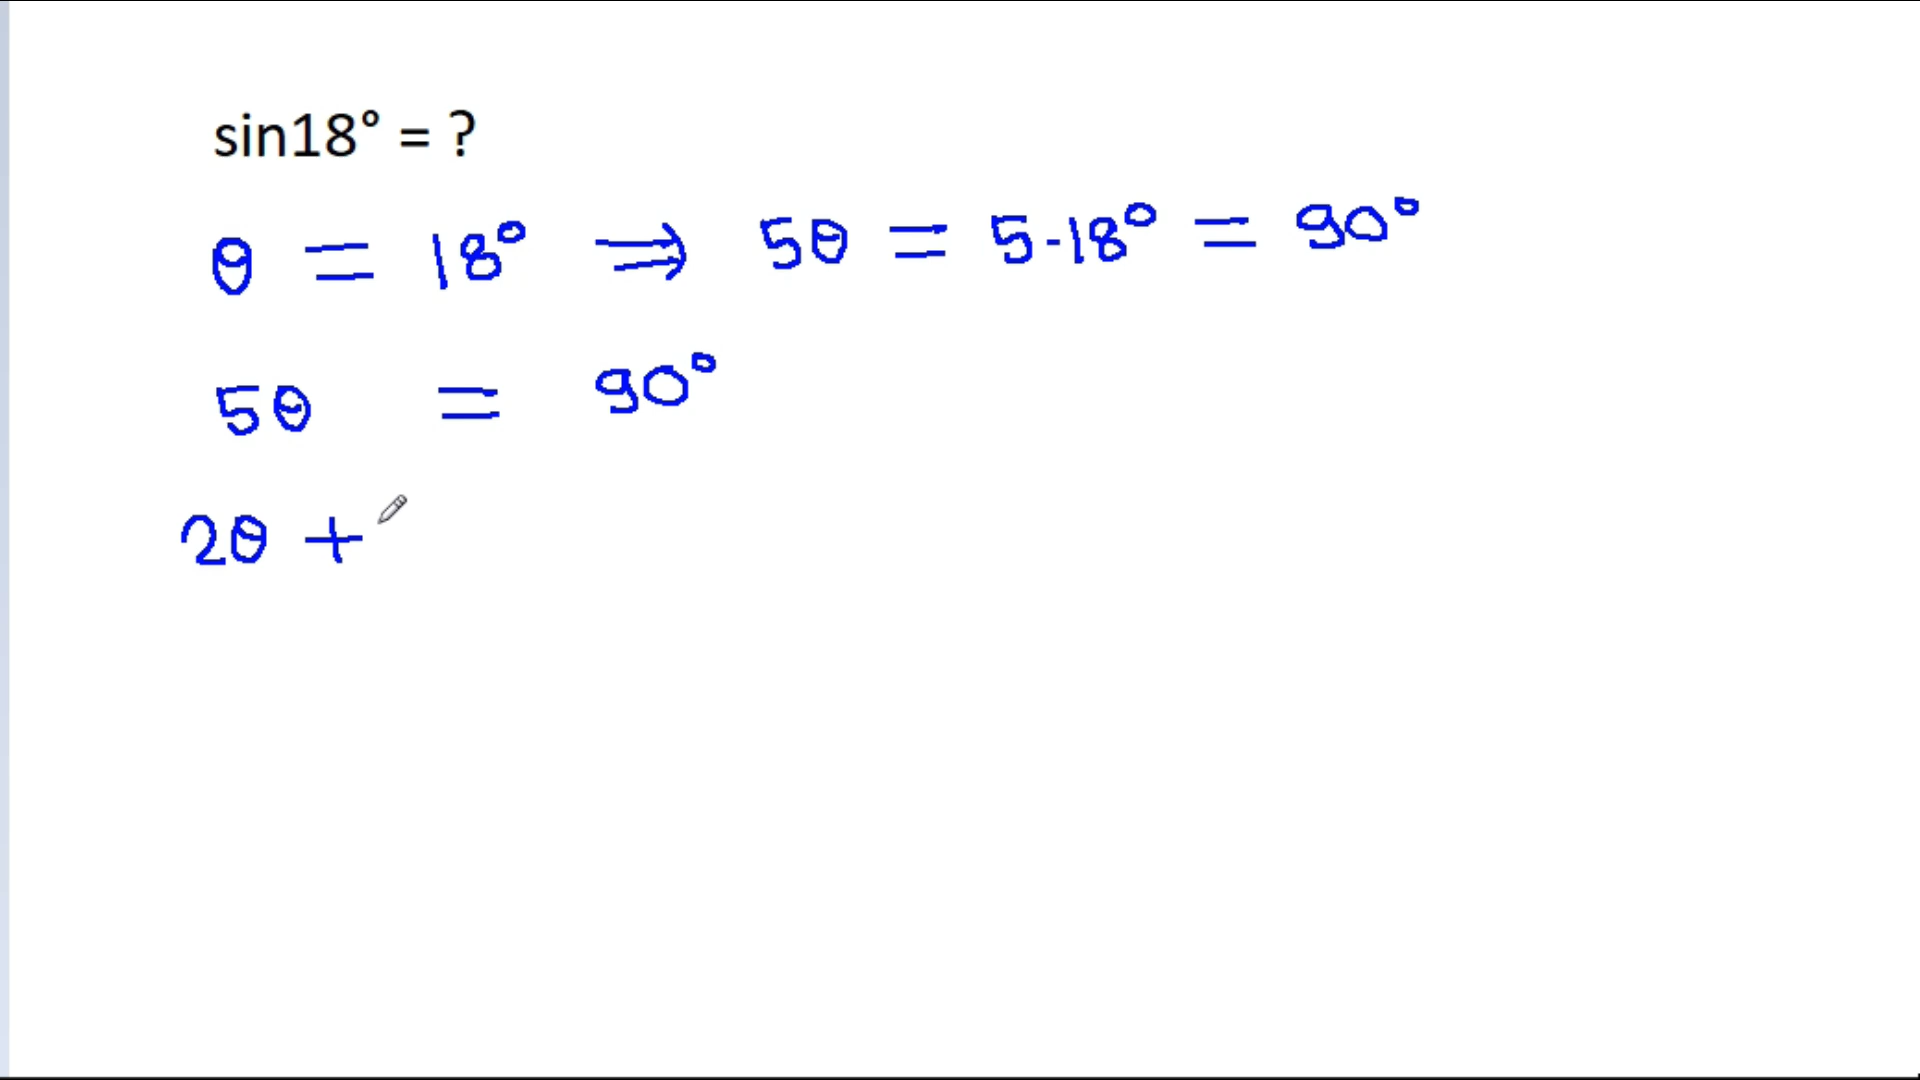 sin18° = ?
θ = 18° ⇒ 5θ = 5·18° = 90°
5θ = 90°
2θ +